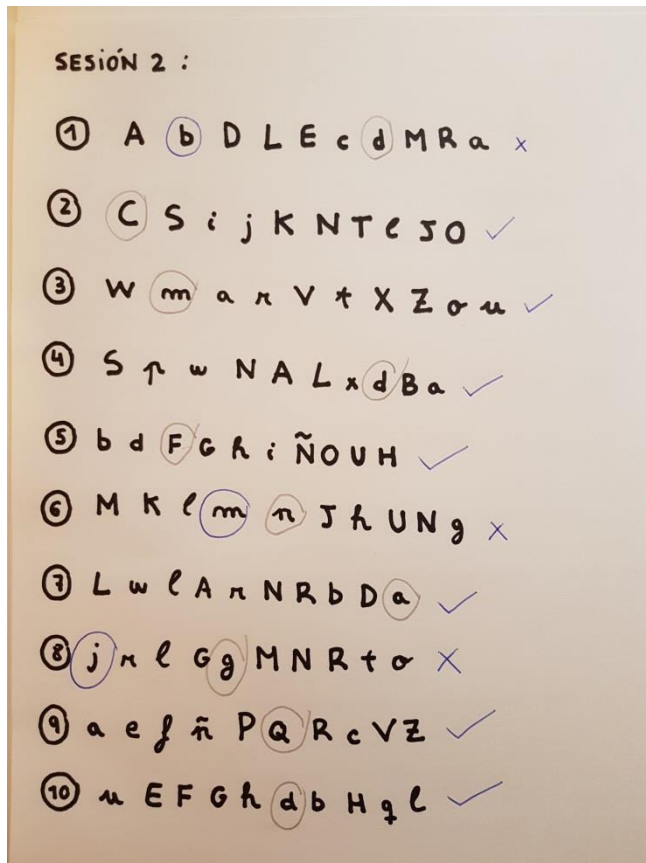 SESIÓN 2 :
① A b D L E c d M R a ×
② C S i j K N T l J O ✓
③ W m a r V t X Z o u ✓
④ S p w N A L x d B a ✓
⑤ b d F G h i Ñ O U H ✓
⑥ M K l m n J h U N g ×
⑦ L w l A r N R b D a ✓
⑧ j r l G g M N R t o ×
⑨ a e f ñ P Q R c V Z ✓
⑩ u E F G h d b H q l ✓